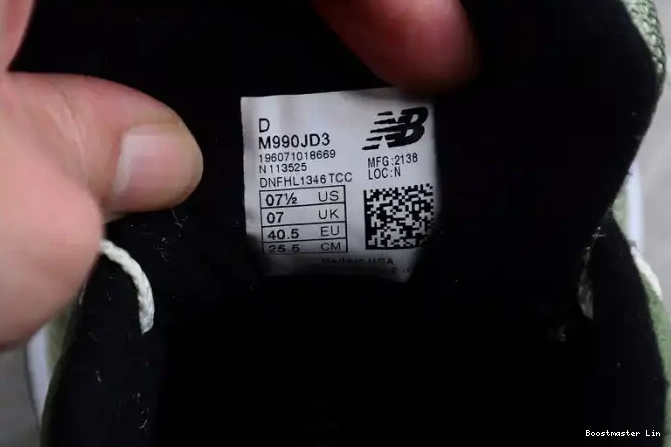 D
M990JD3
196071018669
N113525
DNFHL1346TCC
07½ US
07 UK
40.5 EU
25.5 CM
NB
MFG:2138
LOC:N
Made in USA
Boostmaster Lin